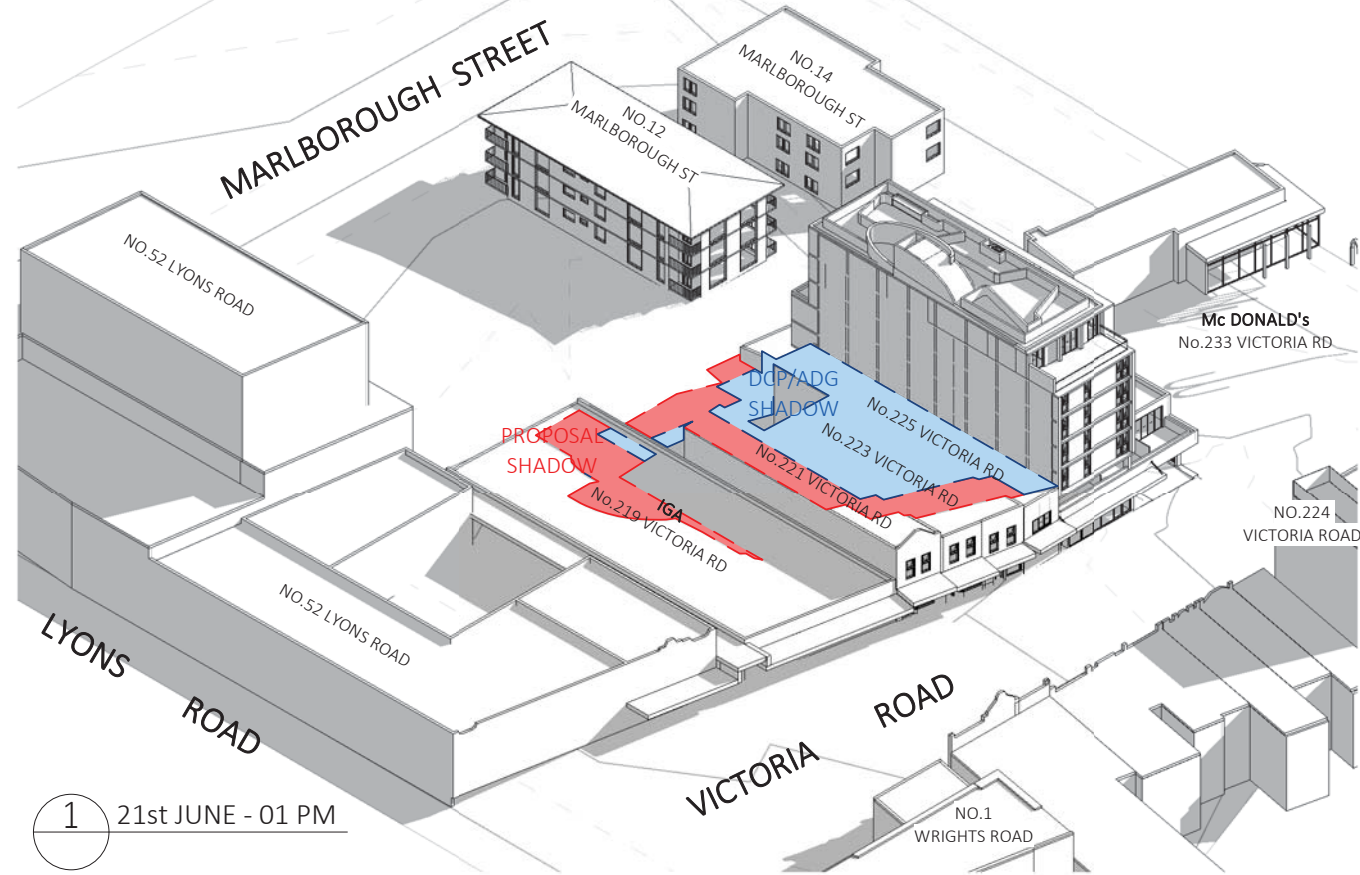 MARLBOROUGH STREET
NO.14
MARLBOROUGH ST
NO.12
MARLBOROUGH ST
NO.52 LYONS ROAD
Mc DONALD's
No.233 VICTORIA RD
DCP/ADG
SHADOW
No.225 VICTORIA RD
No.223 VICTORIA RD
No.221 VICTORIA RD
PROPOSAL
SHADOW
IGA
No.219 VICTORIA RD
NO.224
VICTORIA ROAD
NO.52 LYONS ROAD
LYONS ROAD
VICTORIA ROAD
NO.1
WRIGHTS ROAD
1 21st JUNE - 01 PM